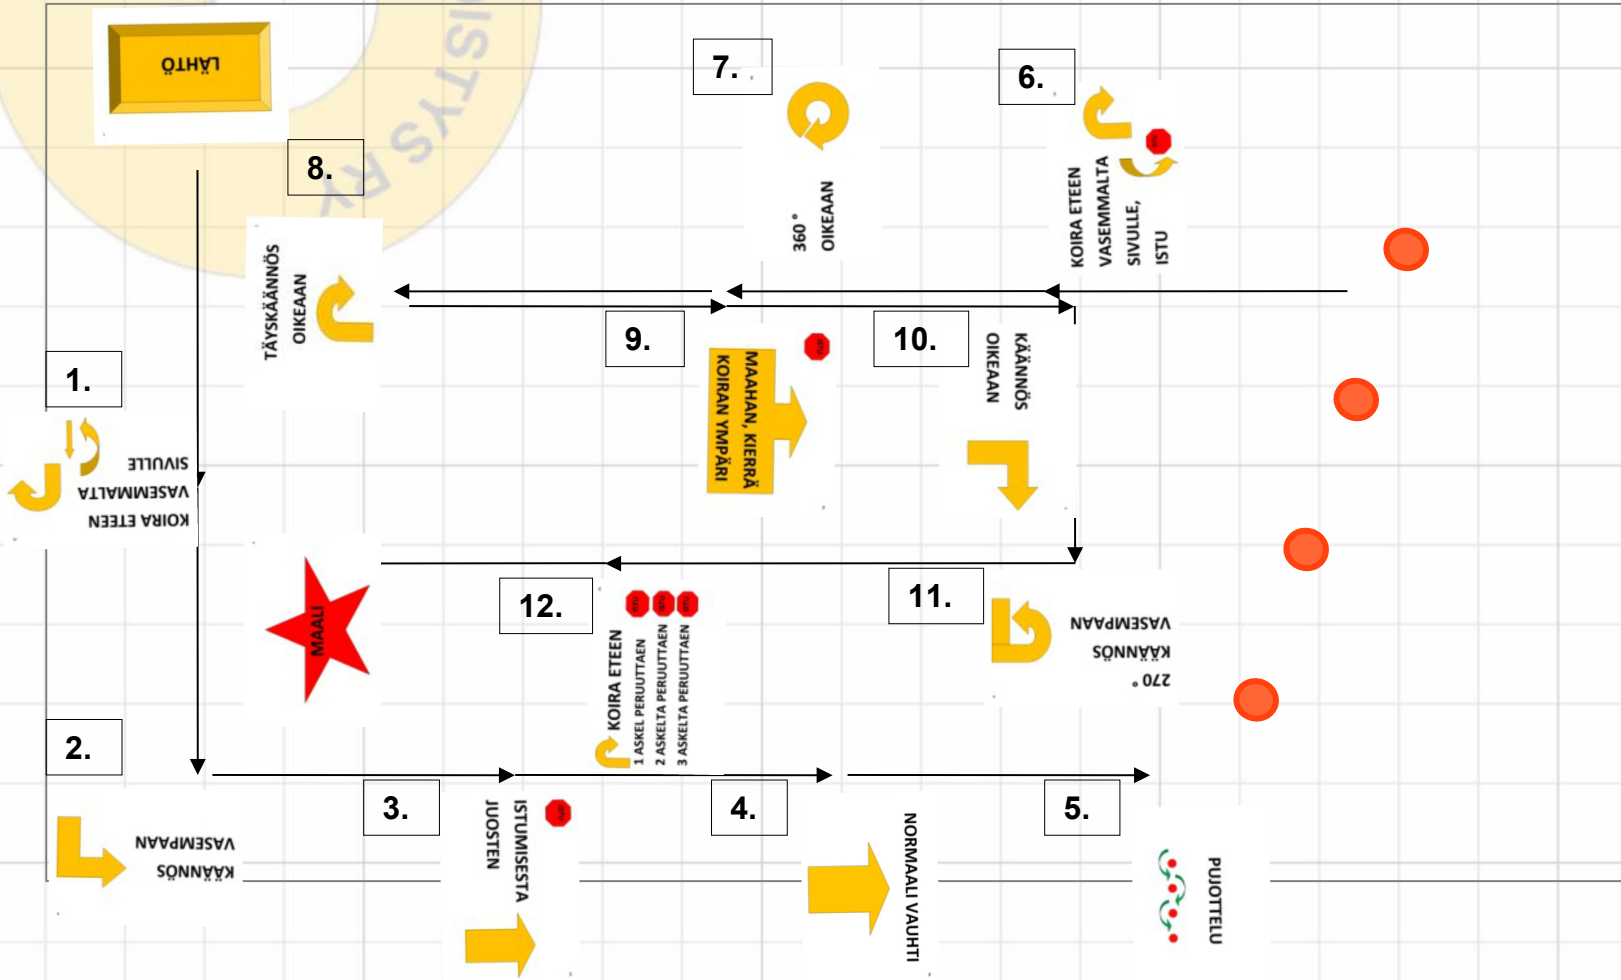 LÄHTÖ
ISTYS RY
1.
KOIRA ETEEN
VASEMMALTA
SIVULLE
2.
KÄÄNNÖS
VASEMPAAN
3.
ISTUMISESTA
JUOSTEN
4.
NORMAALI VAUHTI
5.
PUJOTTELU
6.
KOIRA ETEEN
VASEMMALTA
SIVULLE,
ISTU
7.
360°
OIKEAAN
8.
TÄYSKÄÄNNÖS
OIKEAAN
9.
MAAHAN, KIERRÄ
KOIRAN YMPÄRI
10.
KÄÄNNÖS
OIKEAAN
11.
270°
KÄÄNNÖS
VASEMPAAN
12.
KOIRA ETEEN
1 ASKEL PERUUTTAEN
2 ASKELTA PERUUTTAEN
3 ASKELTA PERUUTTAEN
MAALI